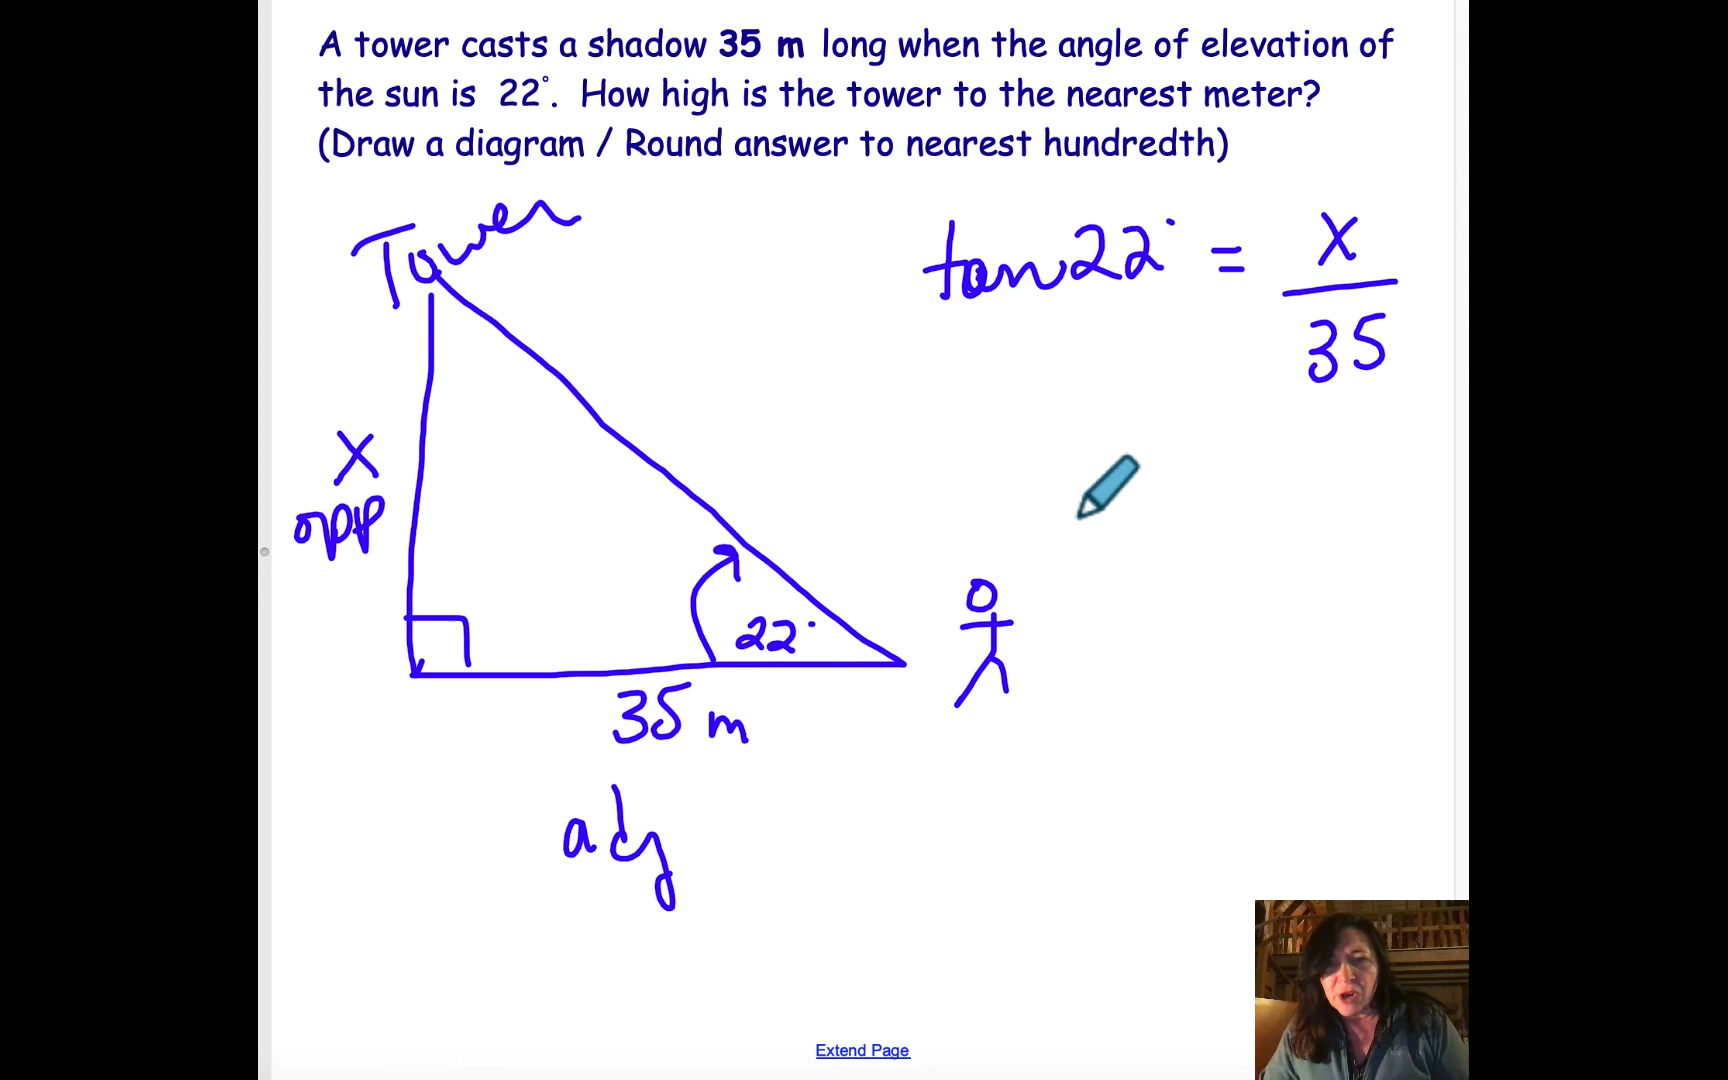 A tower casts a shadow 35 m long when the angle of elevation of
the sun is 22°. How high is the tower to the nearest meter?
(Draw a diagram / Round answer to nearest hundredth)
Tower
tan 22° = x
35
x
opp
22°
35 m
adj
Extend Page